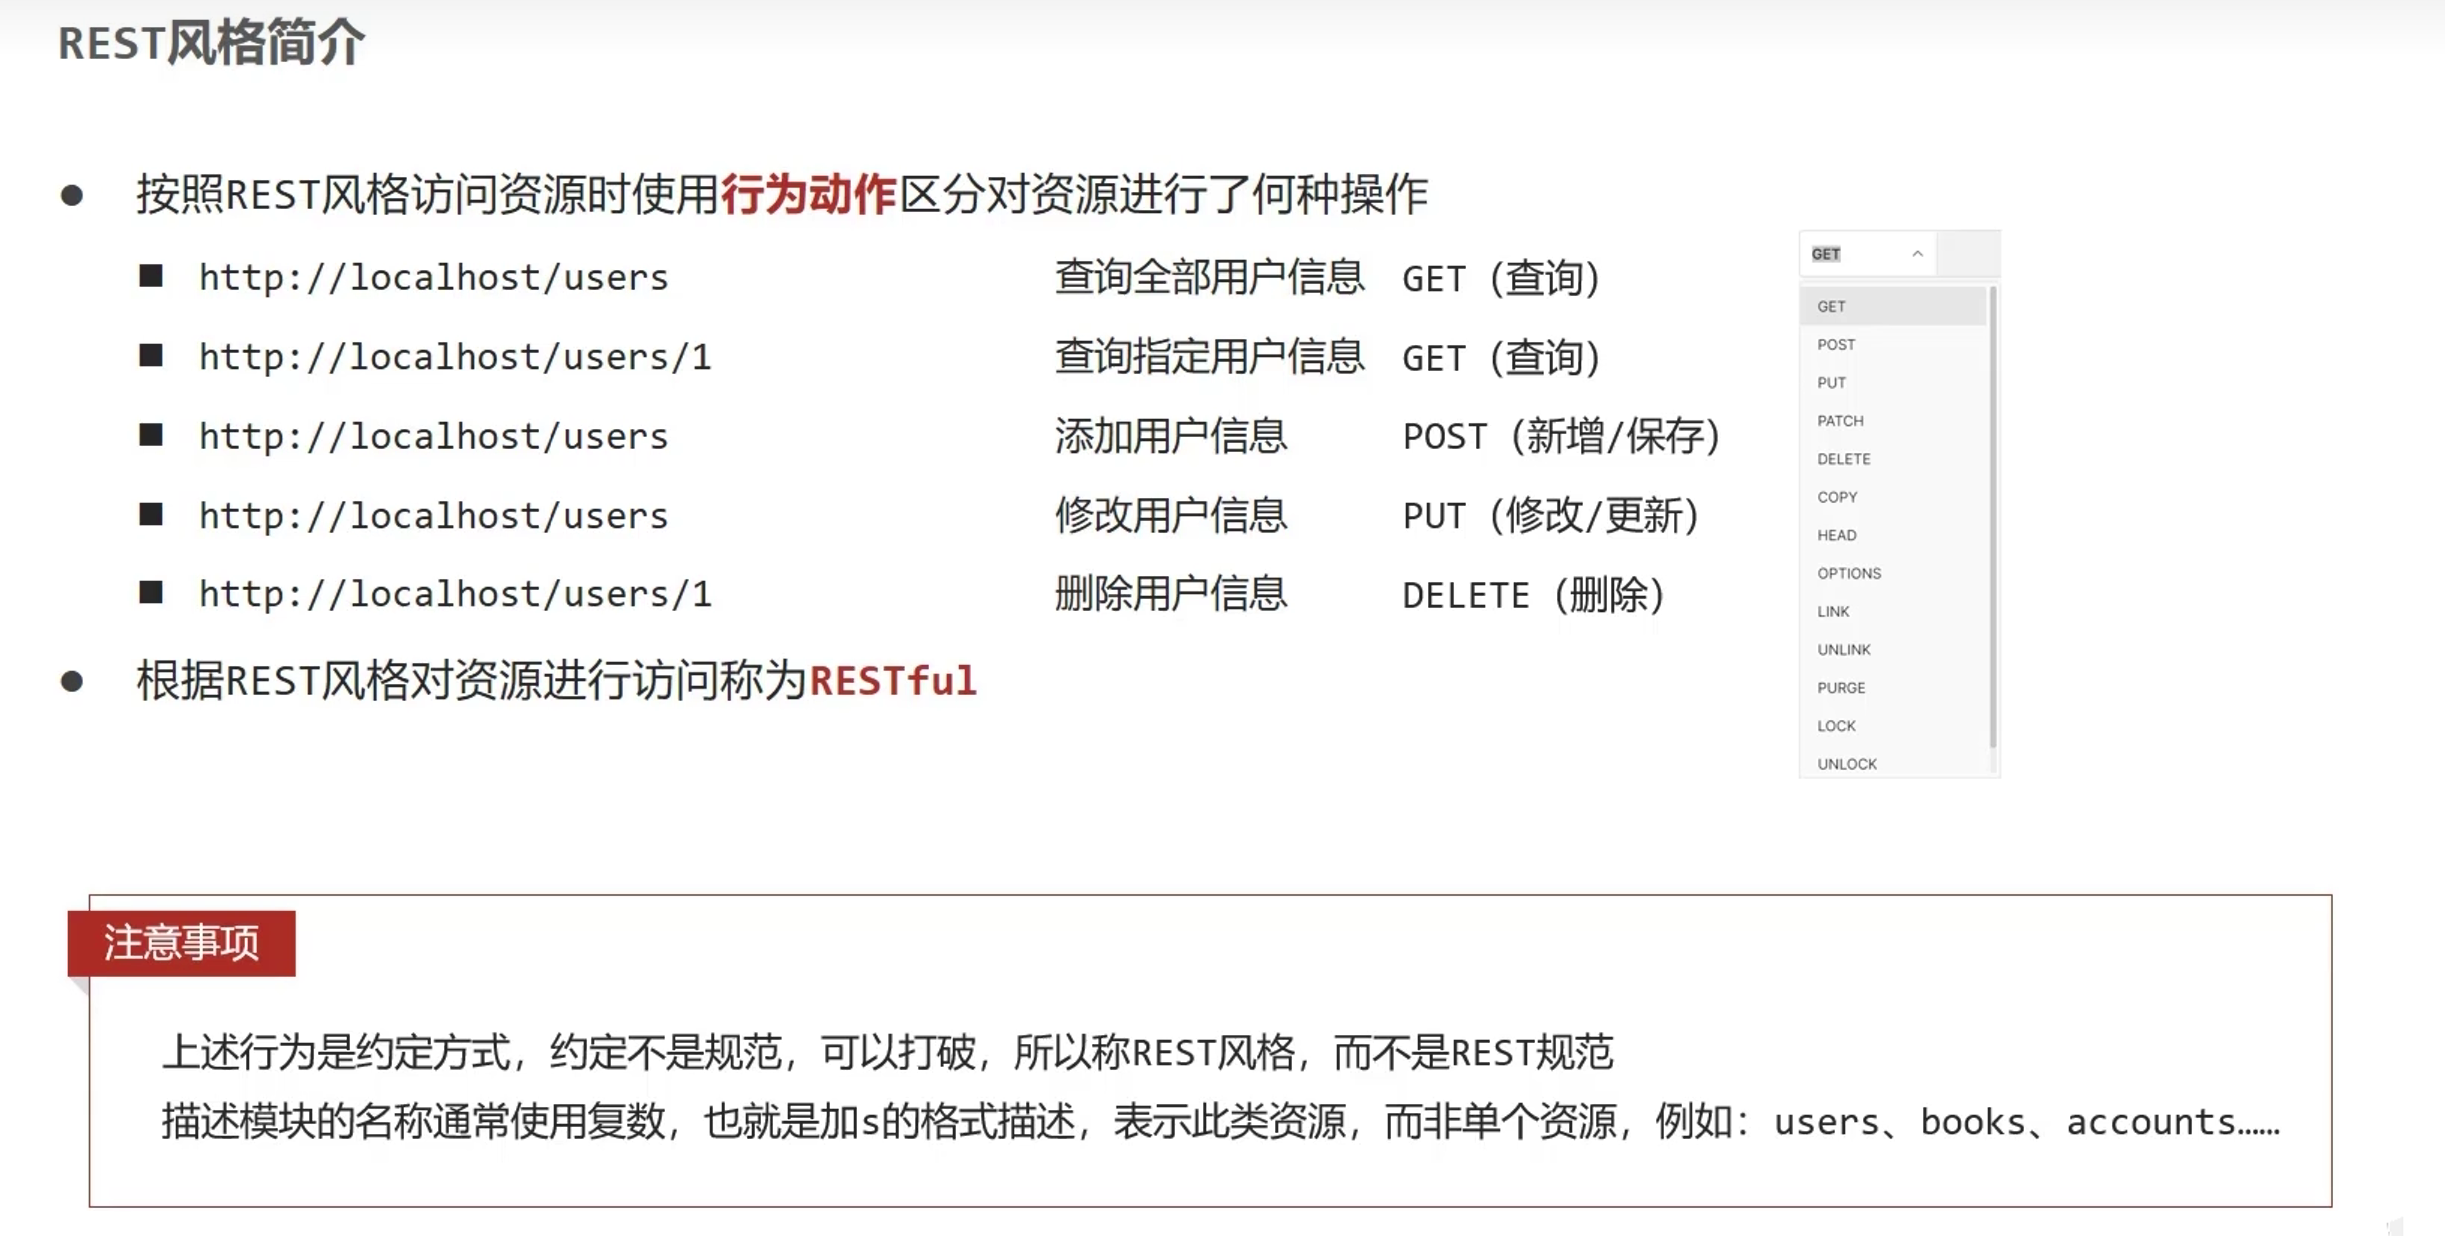 REST风格简介
按照REST风格访问资源时使用行为动作区分对资源进行了何种操作
http://localhost/users 查询全部用户信息 GET（查询）
http://localhost/users/1 查询指定用户信息 GET（查询）
http://localhost/users 添加用户信息 POST（新增/保存）
http://localhost/users 修改用户信息 PUT（修改/更新）
http://localhost/users/1 删除用户信息 DELETE（删除）
根据REST风格对资源进行访问称为RESTful
GET
GET
POST
PUT
PATCH
DELETE
COPY
HEAD
OPTIONS
LINK
UNLINK
PURGE
LOCK
UNLOCK
注意事项
上述行为是约定方式，约定不是规范，可以打破，所以称REST风格，而不是REST规范
描述模块的名称通常使用复数，也就是加s的格式描述，表示此类资源，而非单个资源，例如：users、books、accounts……